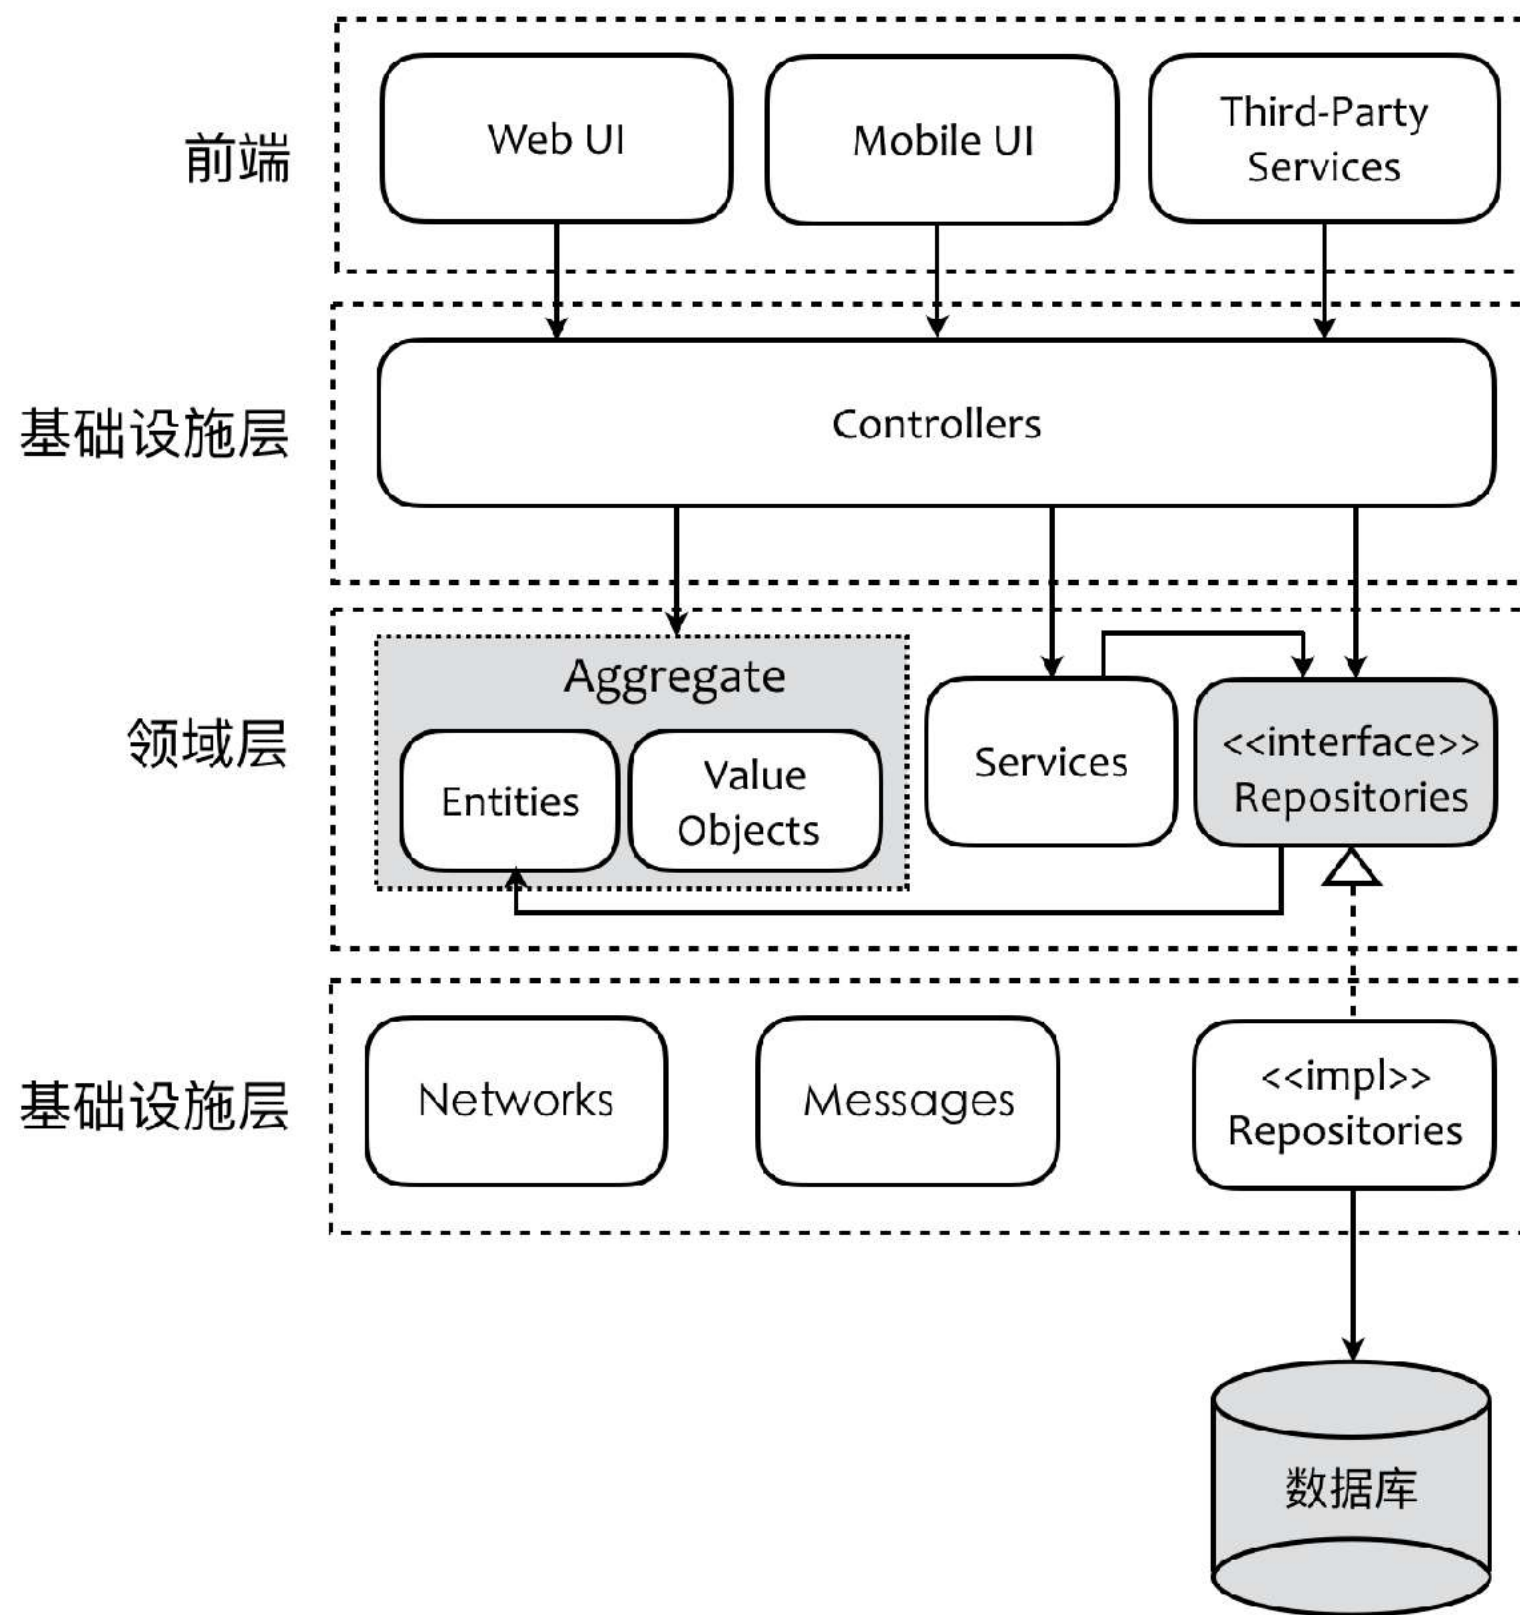 前端
Web UI
Mobile UI
Third-Party
Services
基础设施层
Controllers
领域层
Aggregate
Entities
Value
Objects
Services
<<interface>>
Repositories
基础设施层
Networks
Messages
<<impl>>
Repositories
数据库